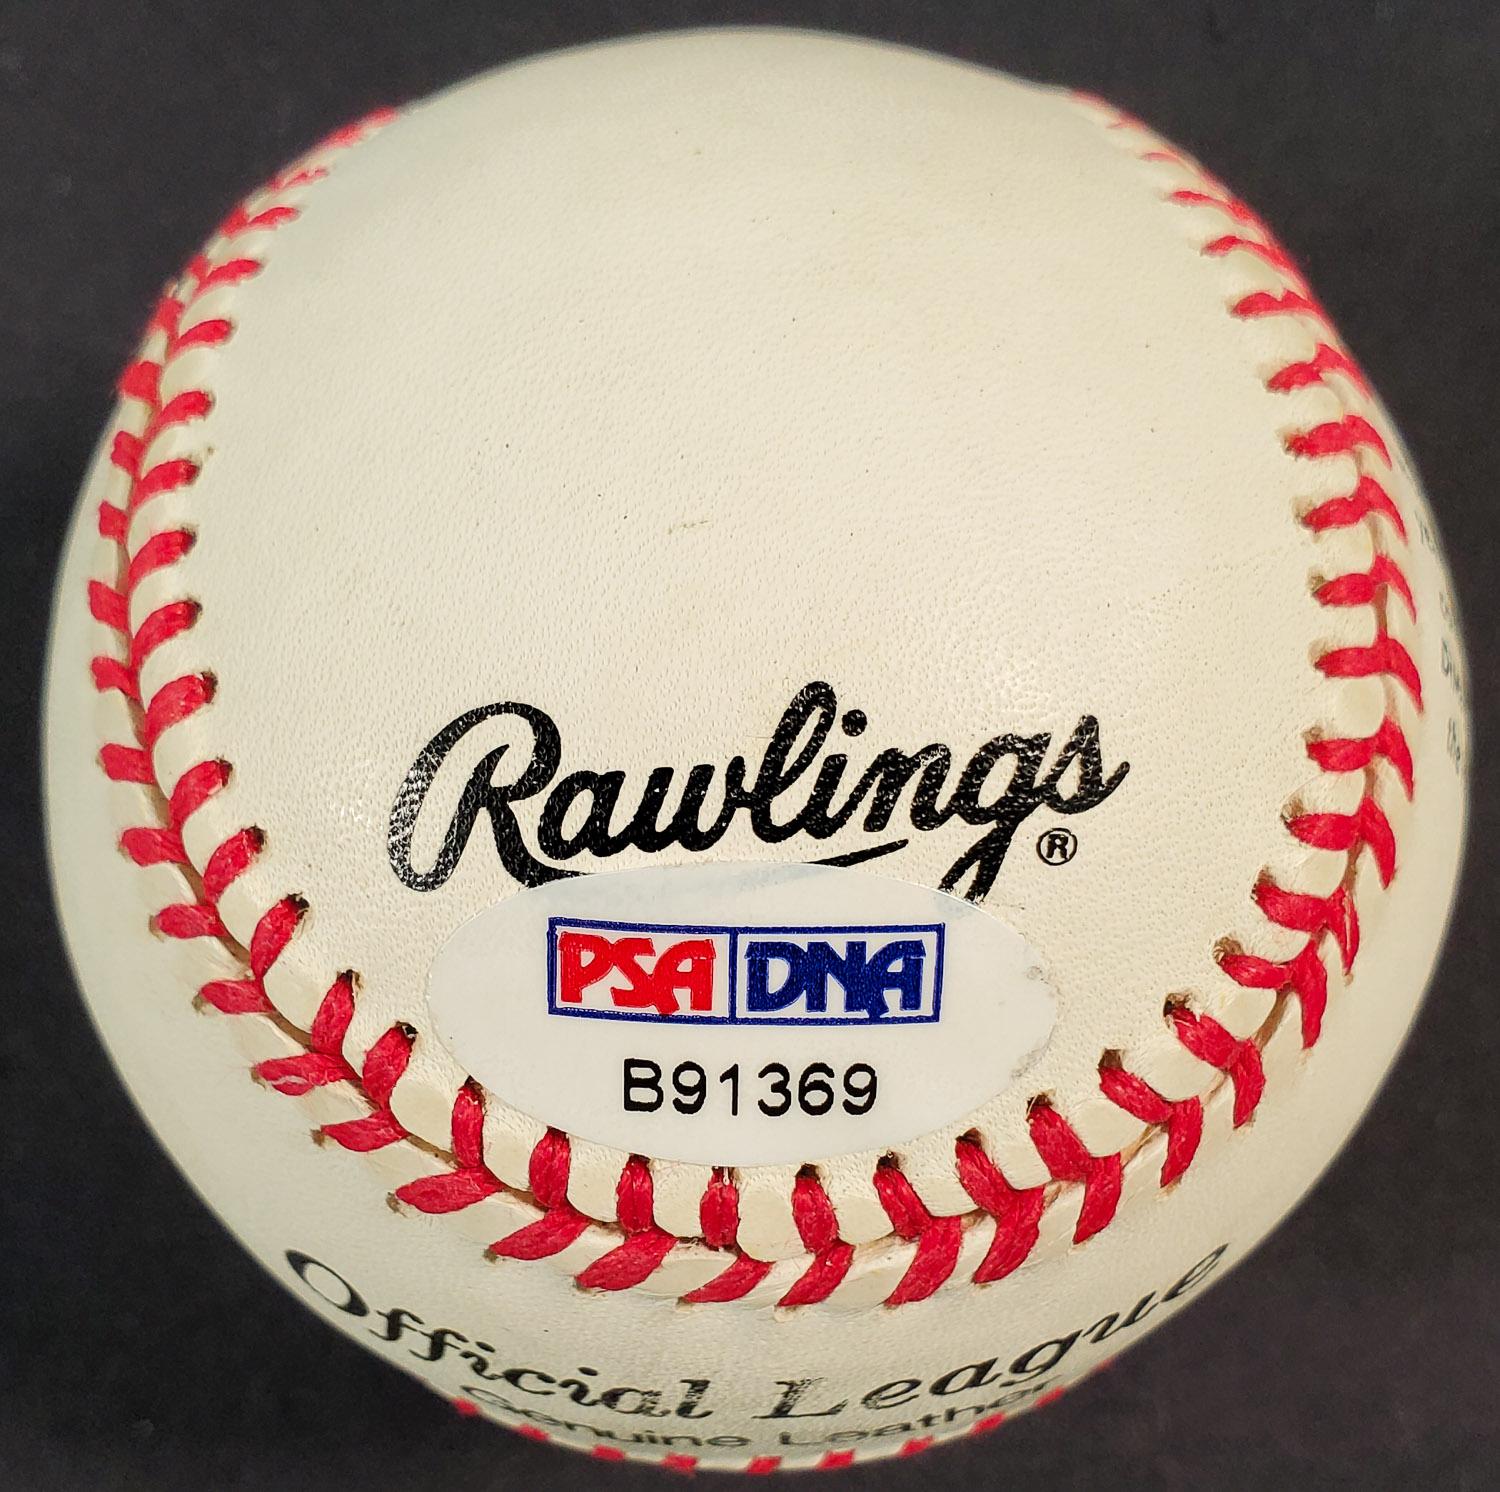 Rawlings®
PSA DNA
B91369
Official League
Genuine Leather